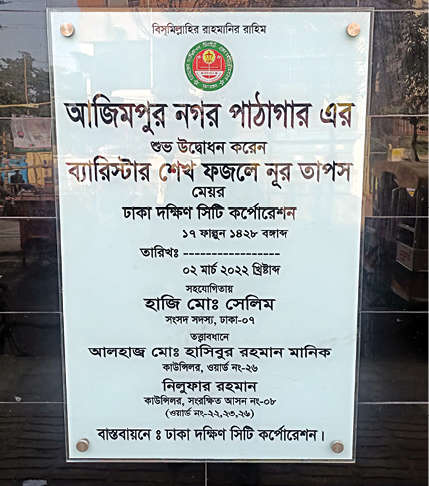 বিসমিল্লাহির রাহমানির রাহিম
আজিমপুর নগর পাঠাগার এর
শুভ উদ্বোধন করেন
ব্যারিস্টার শেখ ফজলে নূর তাপস
মেয়র
ঢাকা দক্ষিণ সিটি কর্পোরেশন
১৭ ফাল্গুন ১৪২৮ বঙ্গাব্দ
তারিখঃ -----------------
০২ মার্চ ২০২২ খ্রিষ্টাব্দ
সহযোগিতায়
হাজি মোঃ সেলিম
সংসদ সদস্য, ঢাকা-০৭
তত্ত্বাবধানে
আলহাজ্ব মোঃ হাসিবুর রহমান মানিক
কাউন্সিলর, ওয়ার্ড নং-২৬
নিলুফার রহমান
কাউন্সিলর, সংরক্ষিত আসন নং-০৮
(ওয়ার্ড নং-২২,২৩,২৬)
বাস্তবায়নে ঃ ঢাকা দক্ষিণ সিটি কর্পোরেশন।